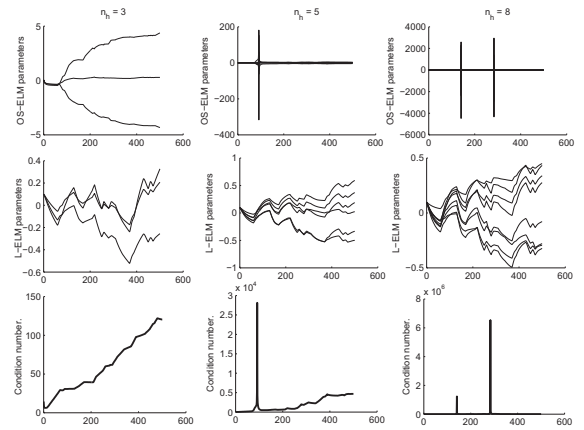 n_h = 3
n_h = 5
n_h = 8
OS−ELM parameters
5
0
−5
0 200 400 600
OS−ELM parameters
200
0
−200
−400
0 200 400 600
OS−ELM parameters
4000
2000
0
−2000
−4000
−6000
0 200 400 600
L−ELM parameters
0.4
0.2
0
−0.2
−0.4
−0.6
0 200 400 600
L−ELM parameters
1
0.5
0
−0.5
−1
0 200 400 600
L−ELM parameters
0.5
0
−0.5
0 200 400 600
Condition number.
150
100
50
0
0 200 400 600
Condition number.
x 10^4
3
2.5
2
1.5
1
0.5
0
0 200 400 600
Condition number.
x 10^6
8
6
4
2
0
0 200 400 600